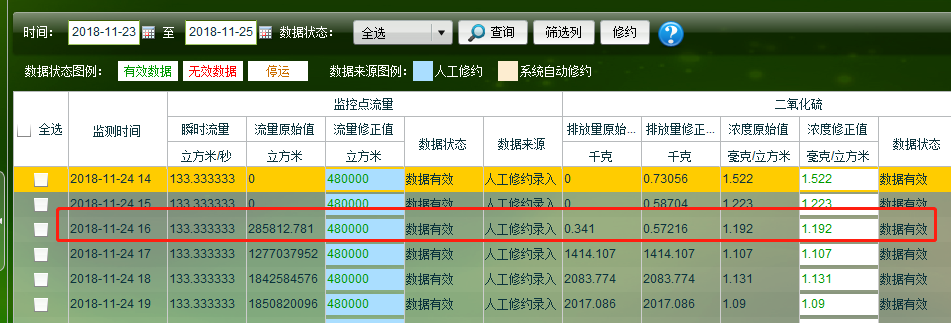 时间： 2018-11-23 至 2018-11-25 数据状态： 全选 查询 筛选列 修约 ?
数据状态图例： 有效数据 无效数据 停运 数据来源图例： 人工修约 系统自动修约
监控点流量 二氧化硫
全选 监测时间 瞬时流量 流量原始值 流量修正值 数据状态 数据来源 排放量原始... 排放量修正... 浓度原始值 浓度修正值 数据状态
立方米/秒 立方米 立方米 千克 千克 毫克/立方米 毫克/立方米
2018-11-24 14 133.333333 0 480000 数据有效 人工修约录入 0 0.73056 1.522 1.522 数据有效
2018-11-24 15 133.333333 0 480000 数据有效 人工修约录入 0 0.58704 1.223 1.223 数据有效
2018-11-24 16 133.333333 285812.781 480000 数据有效 人工修约录入 0.341 0.57216 1.192 1.192 数据有效
2018-11-24 17 133.333333 1277037952 480000 数据有效 人工修约录入 1414.107 1414.107 1.107 1.107 数据有效
2018-11-24 18 133.333333 1842584576 480000 数据有效 人工修约录入 2083.774 2083.774 1.131 1.131 数据有效
2018-11-24 19 133.333333 1850820096 480000 数据有效 人工修约录入 2017.086 2017.086 1.09 1.09 数据有效